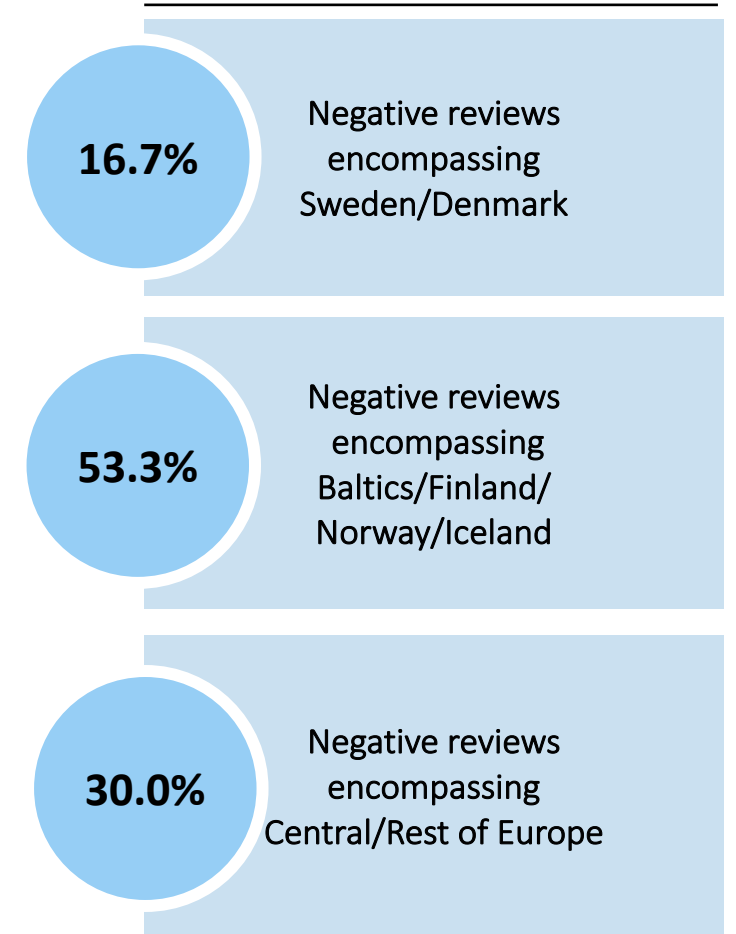 16.7%
Negative reviews
encompassing
Sweden/Denmark
53.3%
Negative reviews
encompassing
Baltics/Finland/
Norway/Iceland
30.0%
Negative reviews
encompassing
Central/Rest of Europe